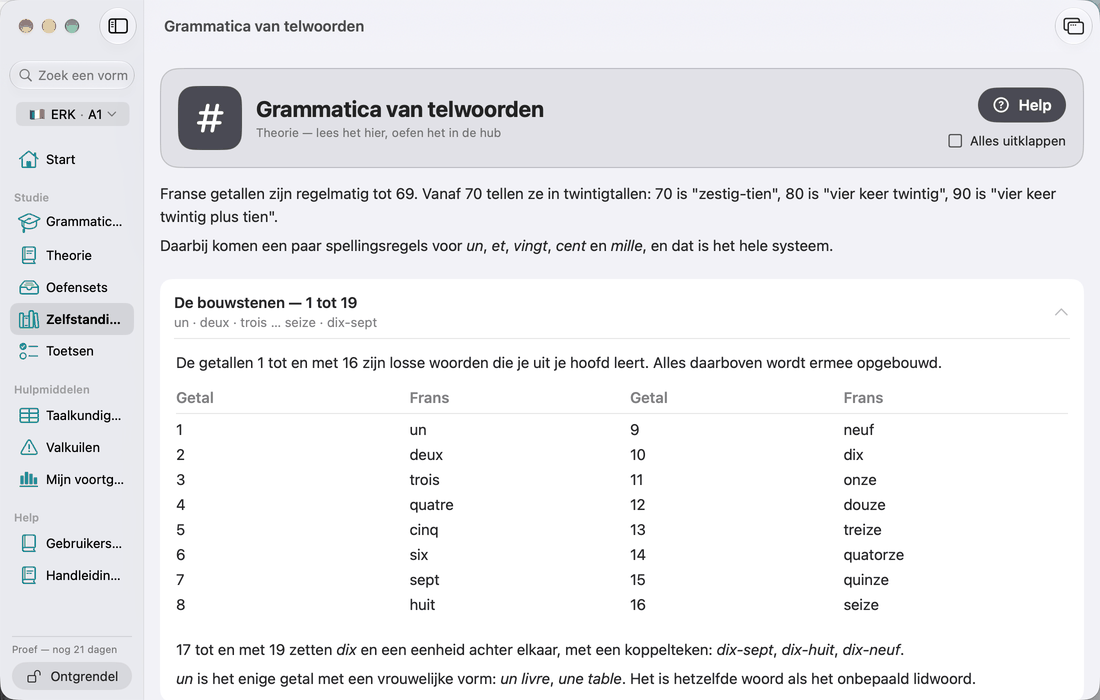 Grammatica van telwoorden
Zoek een vorm
ERK · A1
Start
Studie
Grammatic...
Theorie
Oefensets
Zelfstandi...
Toetsen
Hulpmiddelen
Taalkundig...
Valkuilen
Mijn voortg...
Help
Gebruikers...
Handleidin...
Proef — nog 21 dagen
Ontgrendel
#
Grammatica van telwoorden
Theorie — lees het hier, oefen het in de hub
Help
Alles uitklappen
Franse getallen zijn regelmatig tot 69. Vanaf 70 tellen ze in twintigtallen: 70 is "zestig-tien", 80 is "vier keer twintig", 90 is "vier keer
twintig plus tien".
Daarbij komen een paar spellingsregels voor un, et, vingt, cent en mille, en dat is het hele systeem.
De bouwstenen — 1 tot 19
un · deux · trois ... seize · dix-sept
De getallen 1 tot en met 16 zijn losse woorden die je uit je hoofd leert. Alles daarboven wordt ermee opgebouwd.
Getal Frans Getal Frans
1 un 9 neuf
2 deux 10 dix
3 trois 11 onze
4 quatre 12 douze
5 cinq 13 treize
6 six 14 quatorze
7 sept 15 quinze
8 huit 16 seize
17 tot en met 19 zetten dix en een eenheid achter elkaar, met een koppelteken: dix-sept, dix-huit, dix-neuf.
un is het enige getal met een vrouwelijke vorm: un livre, une table. Het is hetzelfde woord als het onbepaald lidwoord.